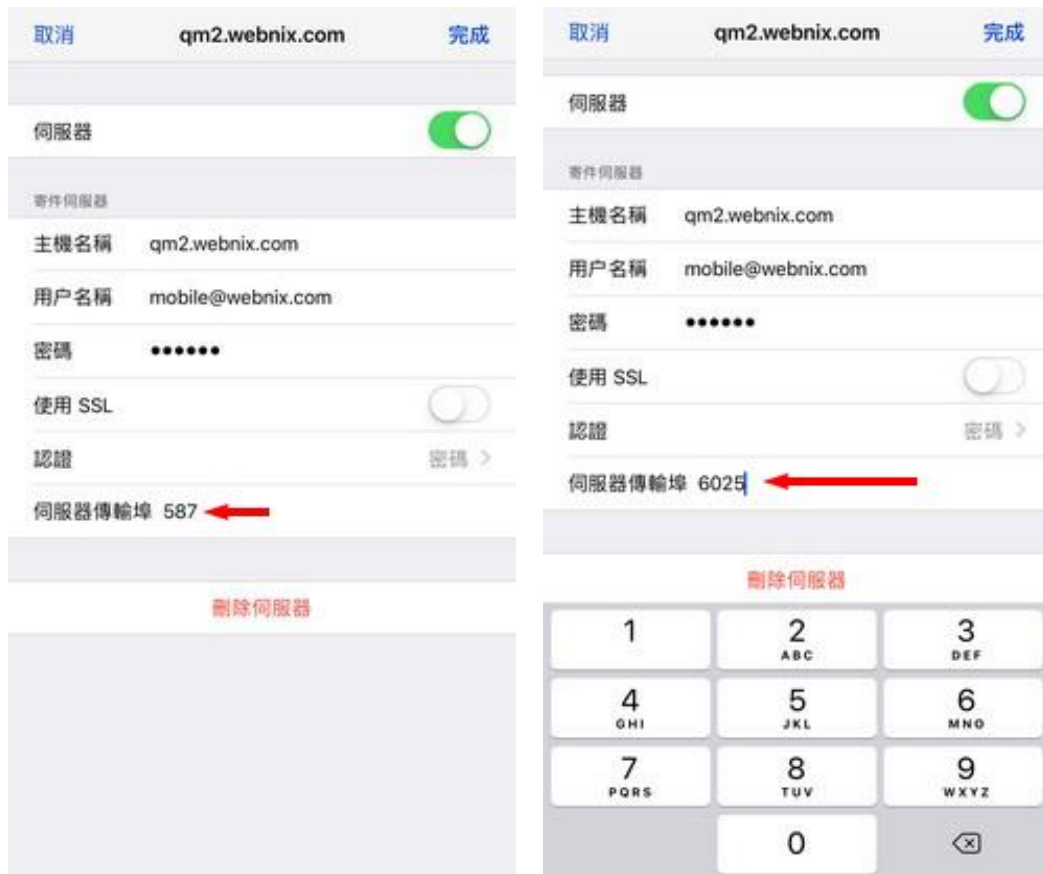 取消 qm2.webnix.com 完成
伺服器
寄件伺服器
主機名稱 qm2.webnix.com
用户名稱 mobile@webnix.com
密碼 ●●●●●●
使用 SSL
認證 密碼 >
伺服器傳輸埠 587
刪除伺服器
取消 qm2.webnix.com 完成
伺服器
寄件伺服器
主機名稱 qm2.webnix.com
用户名稱 mobile@webnix.com
密碼 ●●●●●●
使用 SSL
認證 密碼 >
伺服器傳輸埠 6025
刪除伺服器
1 2 3
ABC DEF
4 5 6
GHI JKL MNO
7 8 9
PQRS TUV WXYZ
0